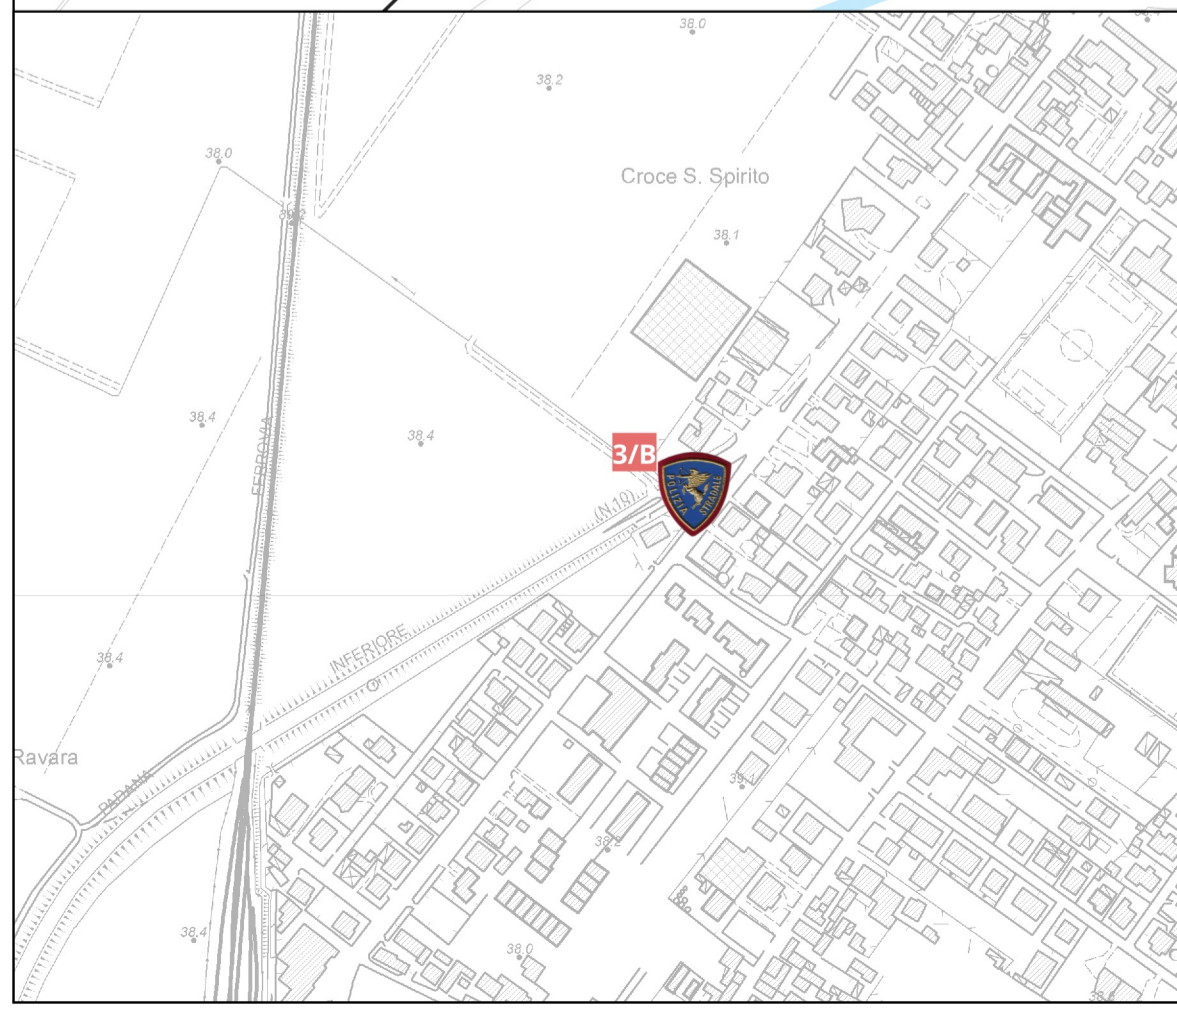 38.0
38.2
38.0
Croce S. Spirito
38.1
38.4
38.4
FERROVIA
3/B
POLIZIA STRADALE
(N.10)
INFERIORE
38.4
Ravara
PADANA
39.1
38.2
38.4
38.0